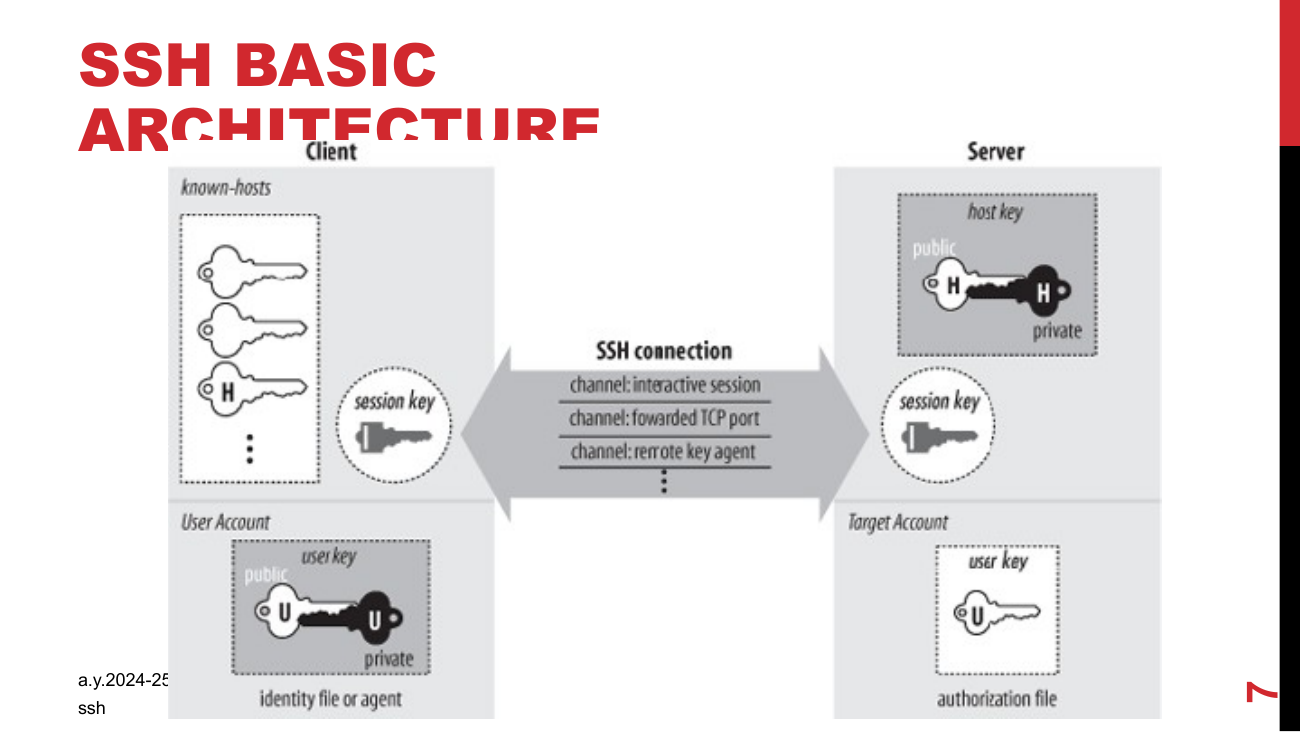 SSH BASIC
ARCHITECTURE
Client
known-hosts
H
session key
User Account
user key
public
U
U
private
identity file or agent
SSH connection
channel: interactive session
channel: fowarded TCP port
channel: remote key agent
Server
host key
public
H
H
private
session key
Target Account
user key
U
authorization file
a.y.2024-25
ssh
7